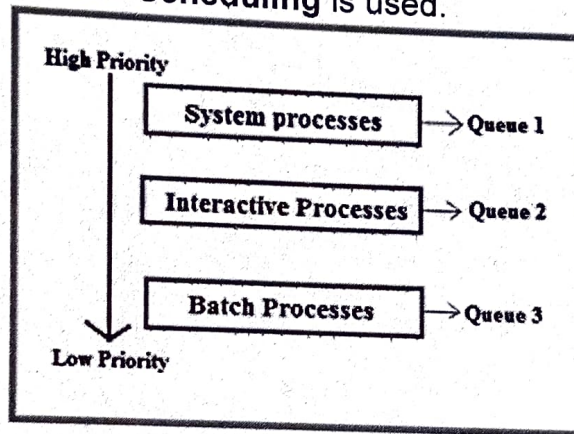 Scheduling is used.
High Priority
System processes → Queue 1
Interactive Processes → Queue 2
Batch Processes → Queue 3
Low Priority